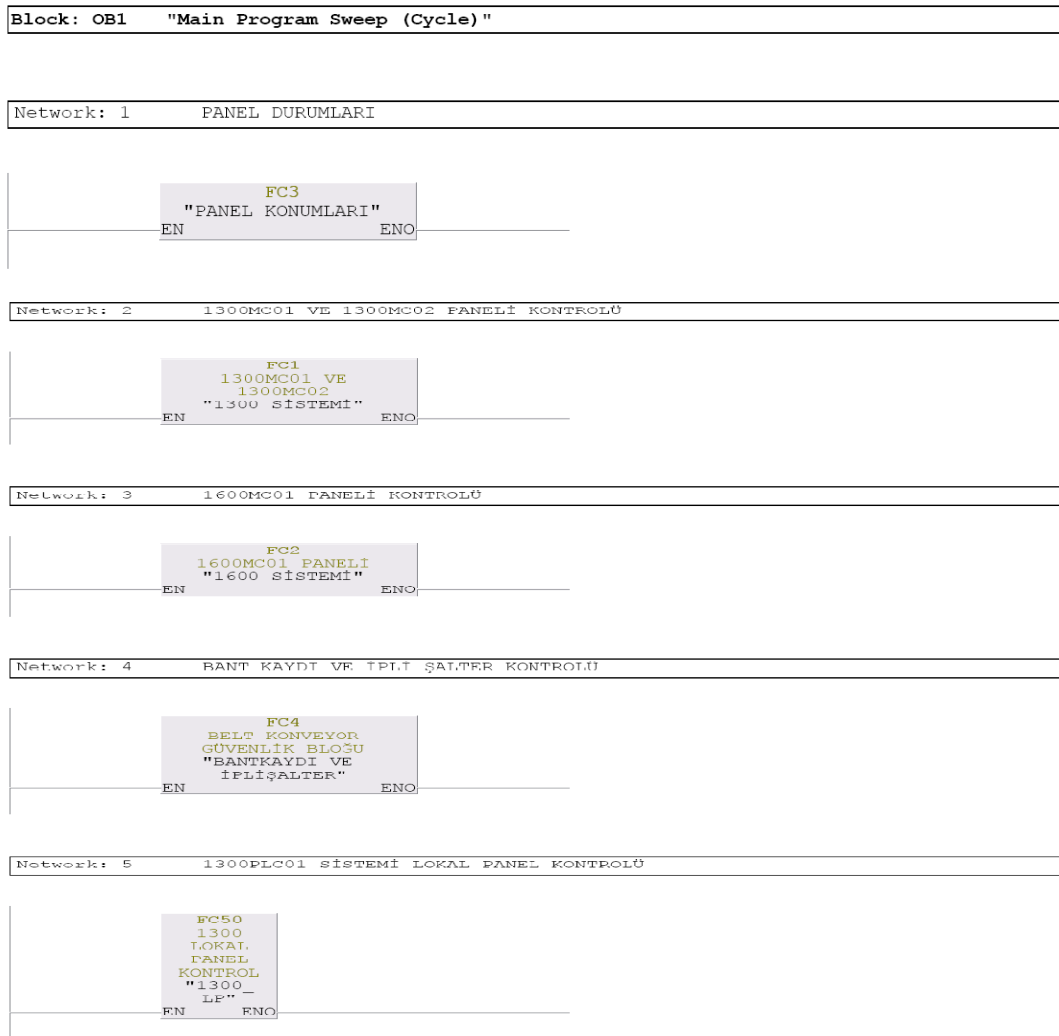 Block: OB1 "Main Program Sweep (Cycle)"
Network: 1 PANEL DURUMLARI
FC3
"PANEL KONUMLARI"
EN ENO
Network: 2 1300MC01 VE 1300MC02 PANELİ KONTROLÜ
FC1
1300MC01 VE
1300MC02
"1300 SİSTEMİ"
EN ENO
Network: 3 1600MC01 PANELİ KONTROLÜ
FC2
1600MC01 PANELİ
"1600 SİSTEMİ"
EN ENO
Network: 4 BANT KAYDI VE İPLİ ŞALTER KONTROLÜ
FC4
BELT KONVEYOR
GÜVENLİK BLOĞU
"BANTKAYDI VE
İPLİŞALTER"
EN ENO
Network: 5 1300PLC01 SİSTEMİ LOKAL PANEL KONTROLÜ
FC50
1300
LOKAL
PANEL
KONTROL
"1300_
LP"
EN ENO